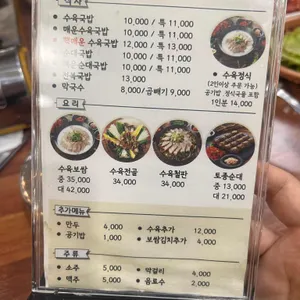 식사
수육국밥 10,000 / 특 11,000
매운수육국밥 10,000 / 특 11,000
수육국밥 12,000 / 특 13,000
10,000 / 특 11,000
순대국밥 10,000 / 특 11,000
13,000
막국수 8,000 / 곱빼기 9,000
수육정식
(2인이상 주문 가능)
공기밥, 정식국물 포함
1인분 14,000
요리
수육보쌈
중 35,000
대 42,000
수육전골
34,000
수육철판
34,000
토종순대
중 13,000
대 21,000
추가메뉴
만두 4,000
공기밥 1,000
수육추가 12,000
보쌈김치추가 4,000
주류
소주 5,000
맥주 5,000
막걸리 4,000
음료수 2,000